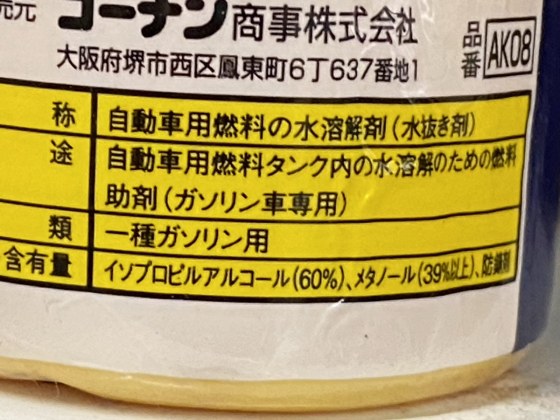 売元 コーナン商事株式会社
大阪府堺市西区鳳東町6丁637番地1
品番 AK08
称 自動車用燃料の水溶解剤(水抜き剤)
途 自動車用燃料タンク内の水溶解のための燃料
助剤(ガソリン車専用)
類 一種ガソリン用
含有量 イソプロピルアルコール(60%)、メタノール(39%以上)、防錆剤